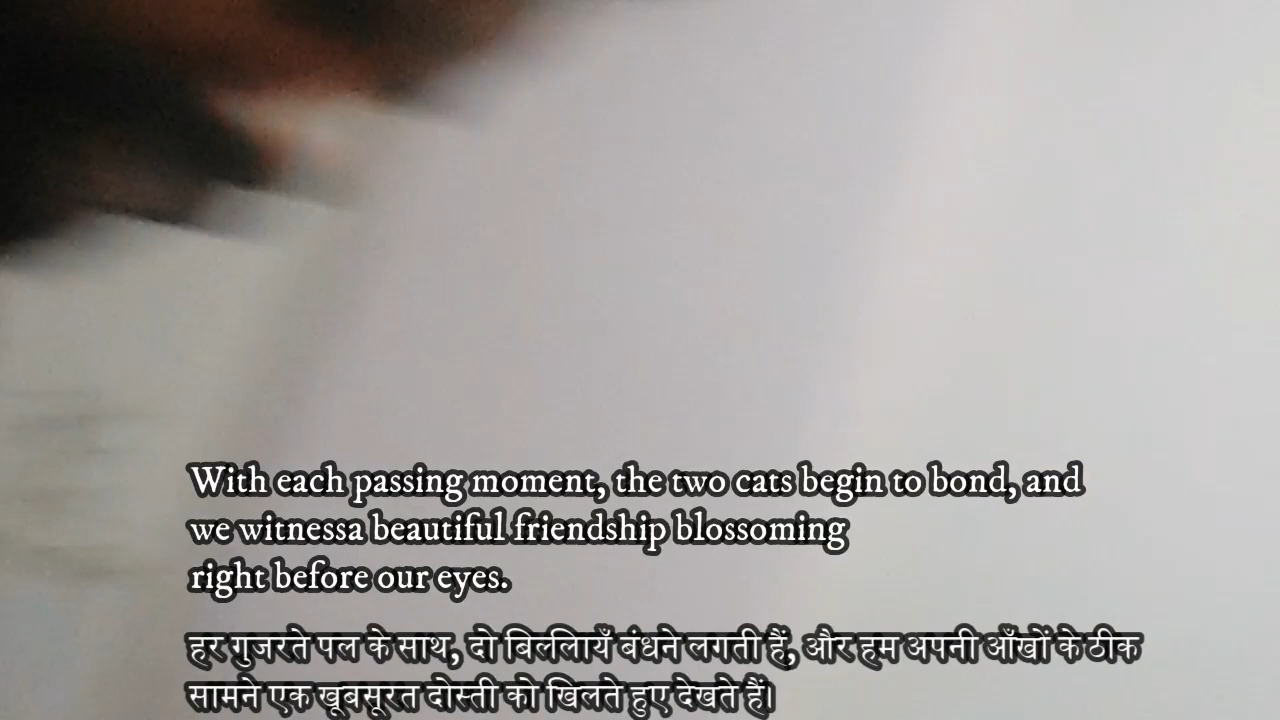 With each passing moment, the two cats begin to bond, and
we witnessa beautiful friendship blossoming
right before our eyes.
हर गुजरते पल के साथ, दो बिललिायँ बंधने लगती हैं, और हम अपनी आँखों के ठीक
सामने एक खूबसूरत दोस्ती को खिलते हुए देखते हैं।